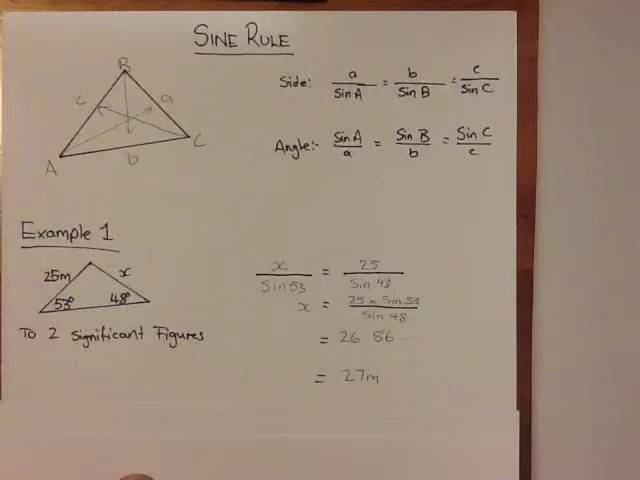 SINE RULE
B
c a
A b C
Side: a/Sin A = b/Sin B = c/Sin C
Angle:- Sin A/a = Sin B/b = Sin C/c
Example 1
25m x
53° 48°
To 2 Significant Figures
x/Sin 53 = 25/Sin 48
x = 25 x Sin 53/Sin 48
= 26 86
= 27m